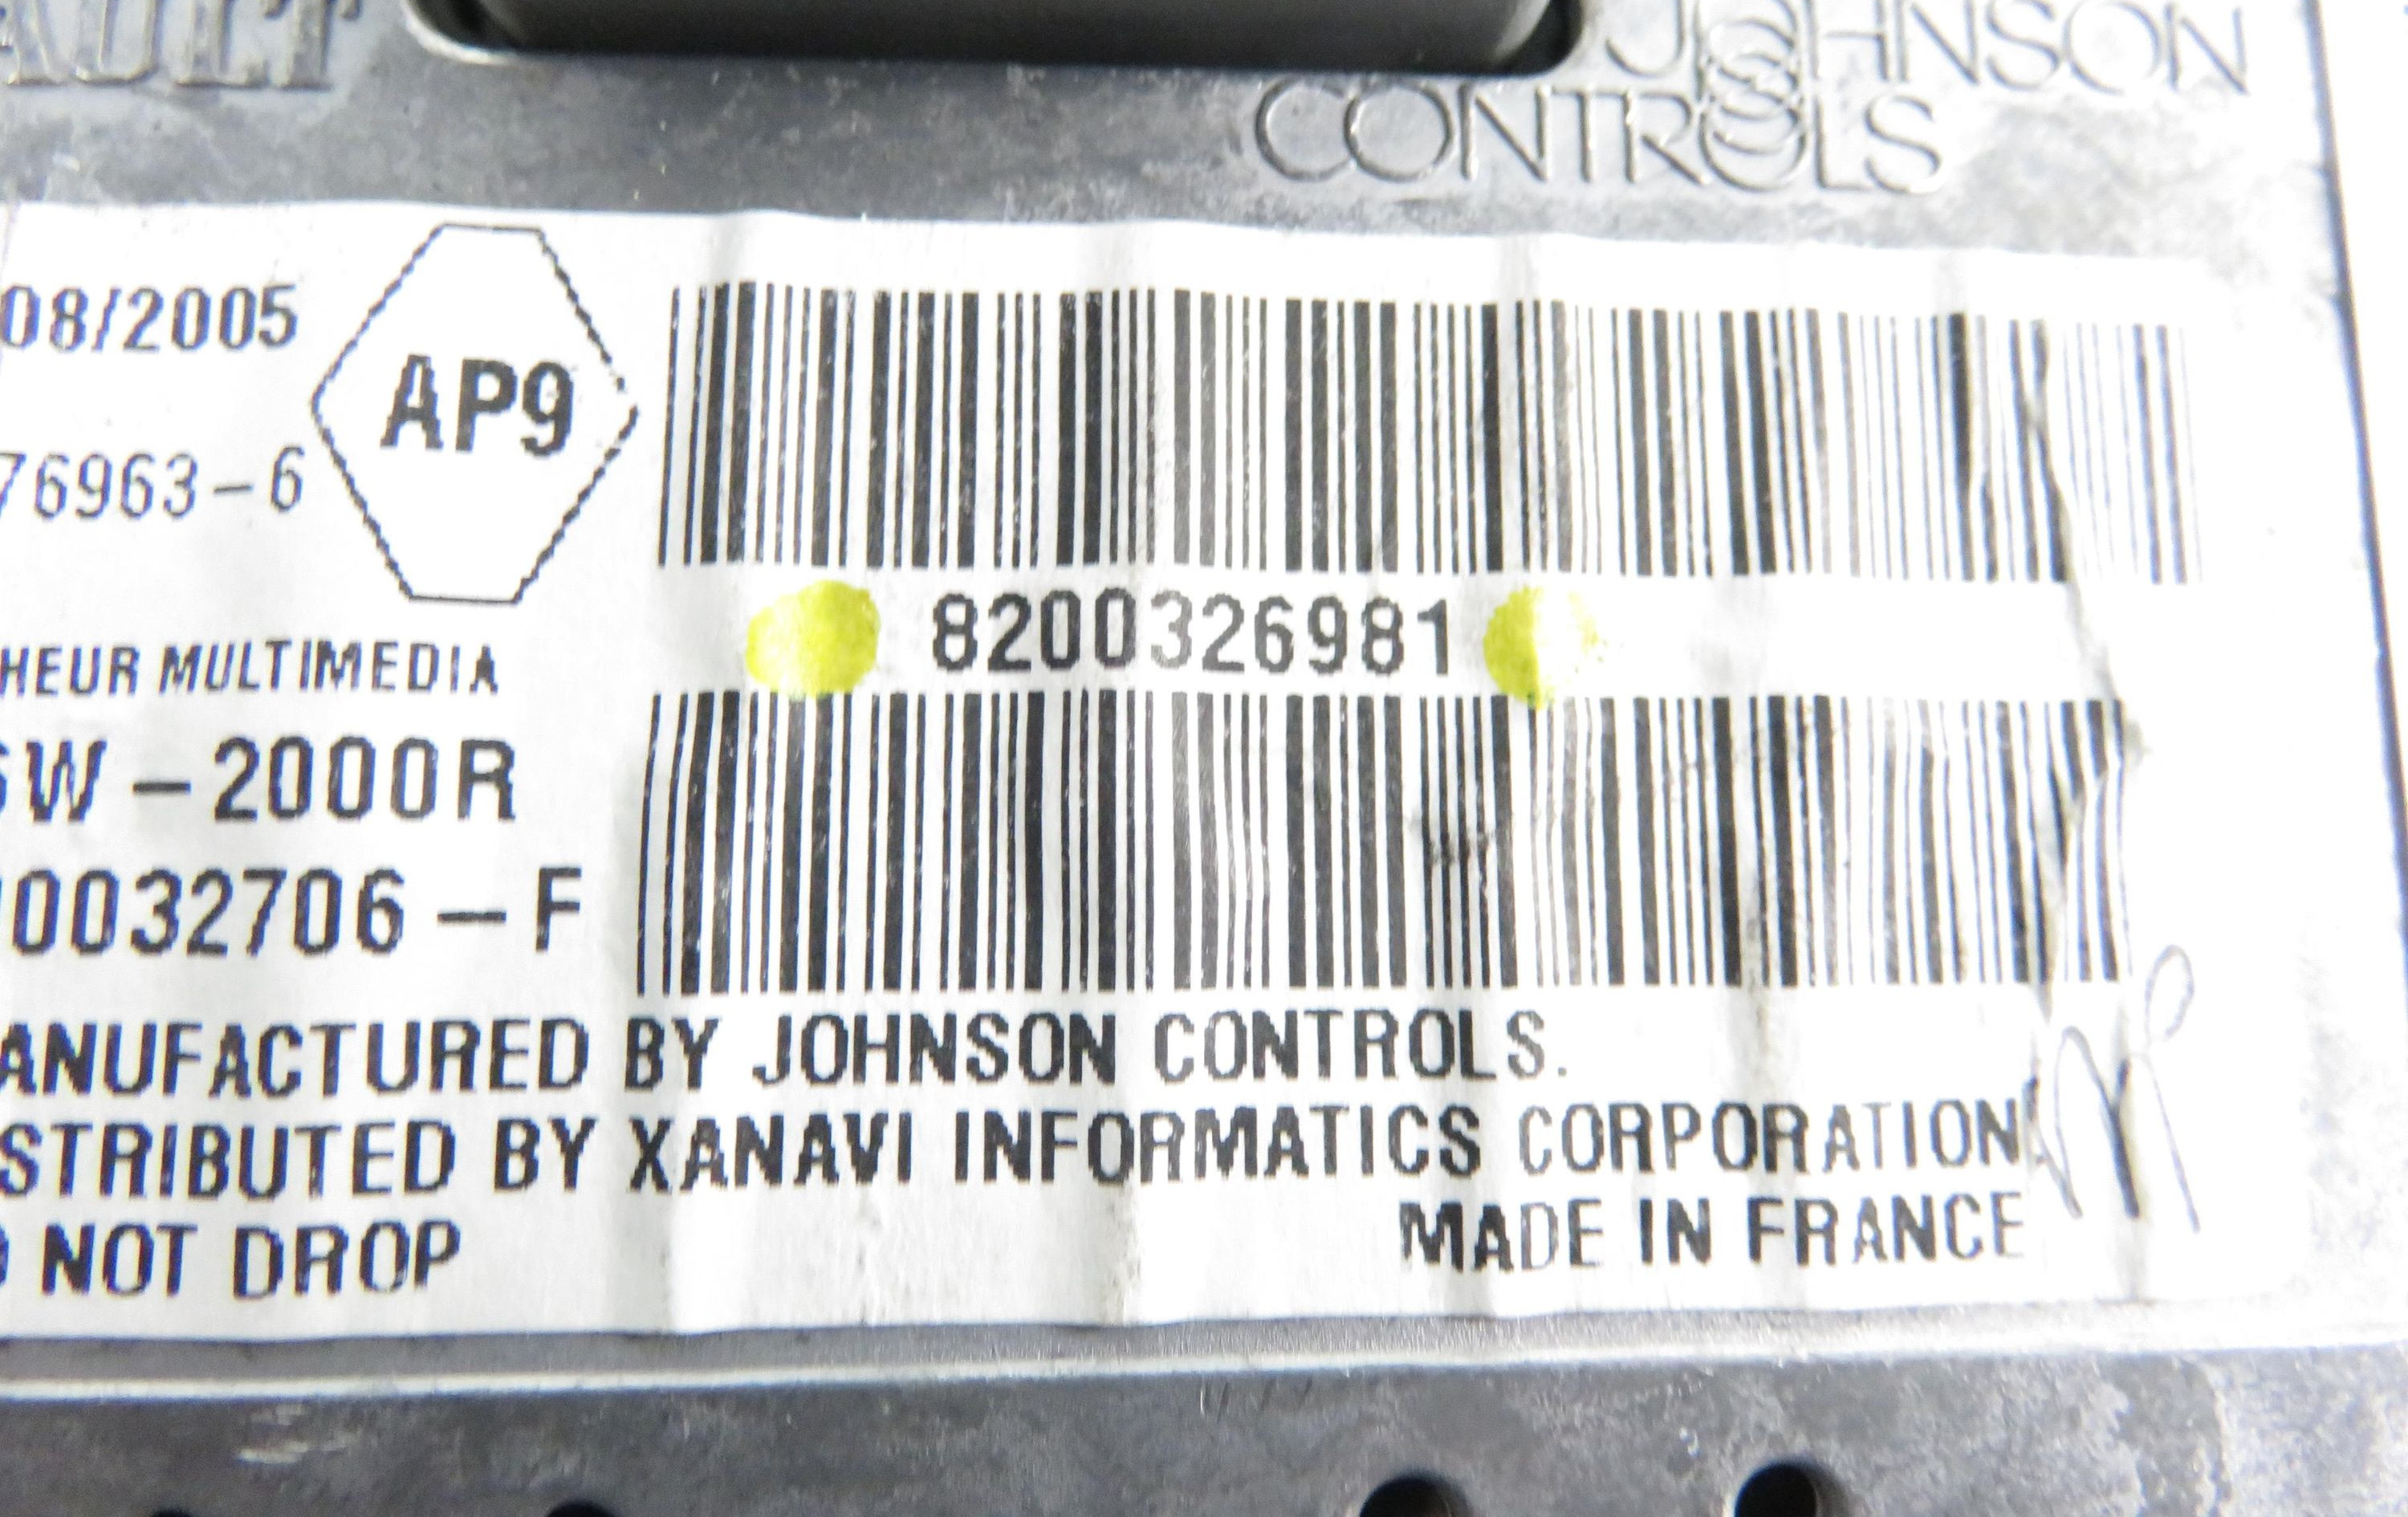 AULT
JOHNSON
CONTROLS
08/2005
AP9
76963-6
8200326981
HEUR MULTIMEDIA
W-2000R
0032706-F
ANUFACTURED BY JOHNSON CONTROLS.
STRIBUTED BY XANAVI INFORMATICS CORPORATION
MADE IN FRANCE
NOT DROP